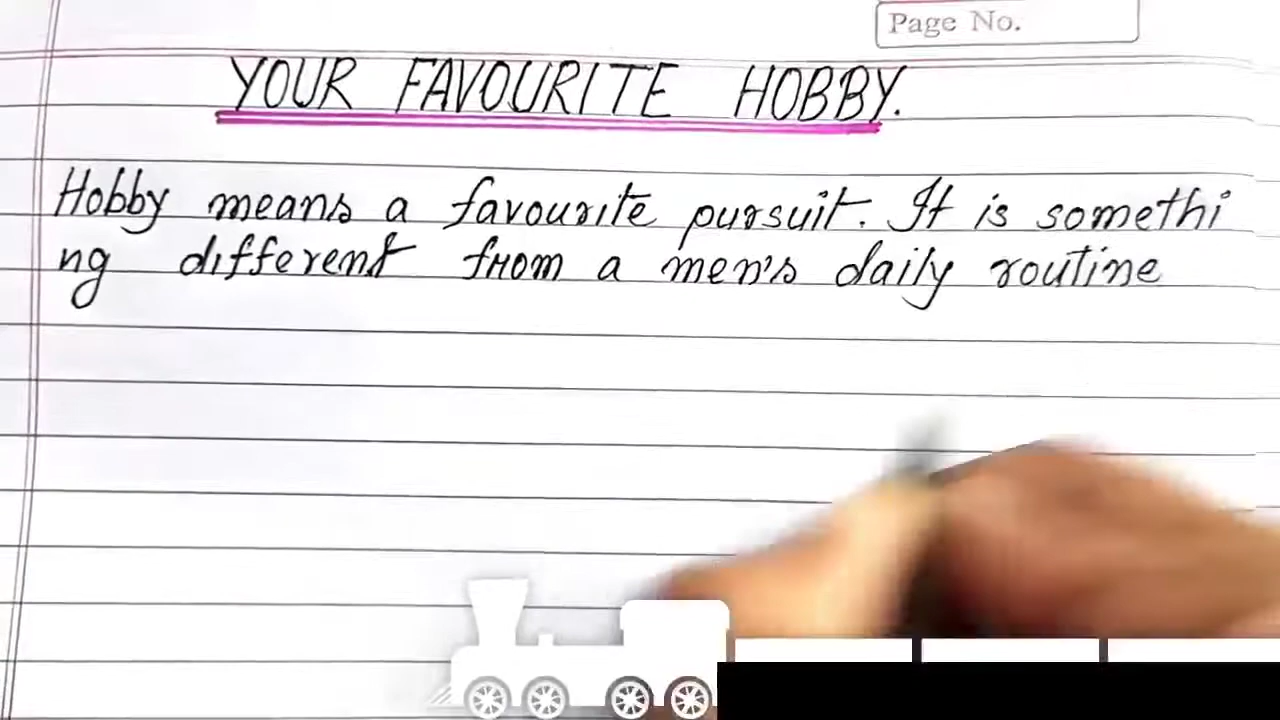 Page No.
YOUR FAVOURITE HOBBY.
Hobby means a favourite pursuit. It is somethi
ng different from a men's daily routine